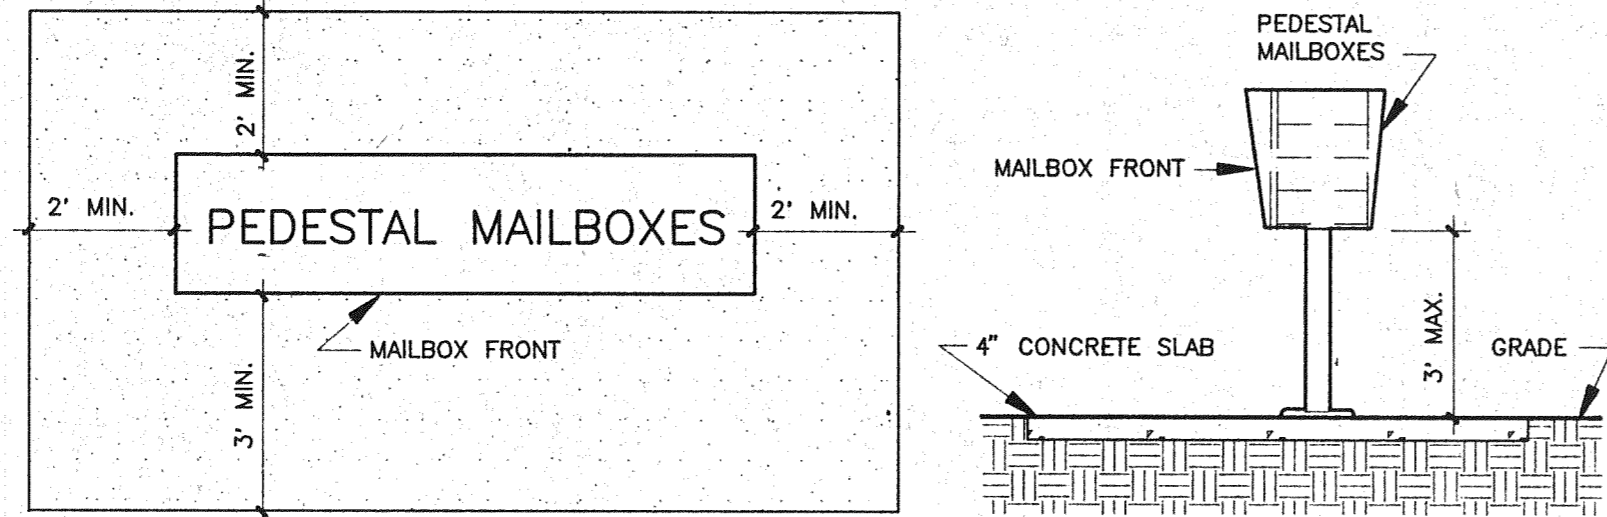 2' MIN.
2' MIN.
PEDESTAL MAILBOXES
2' MIN.
MAILBOX FRONT
3' MIN.
PEDESTAL
MAILBOXES
MAILBOX FRONT
4" CONCRETE SLAB
3' MAX.
GRADE